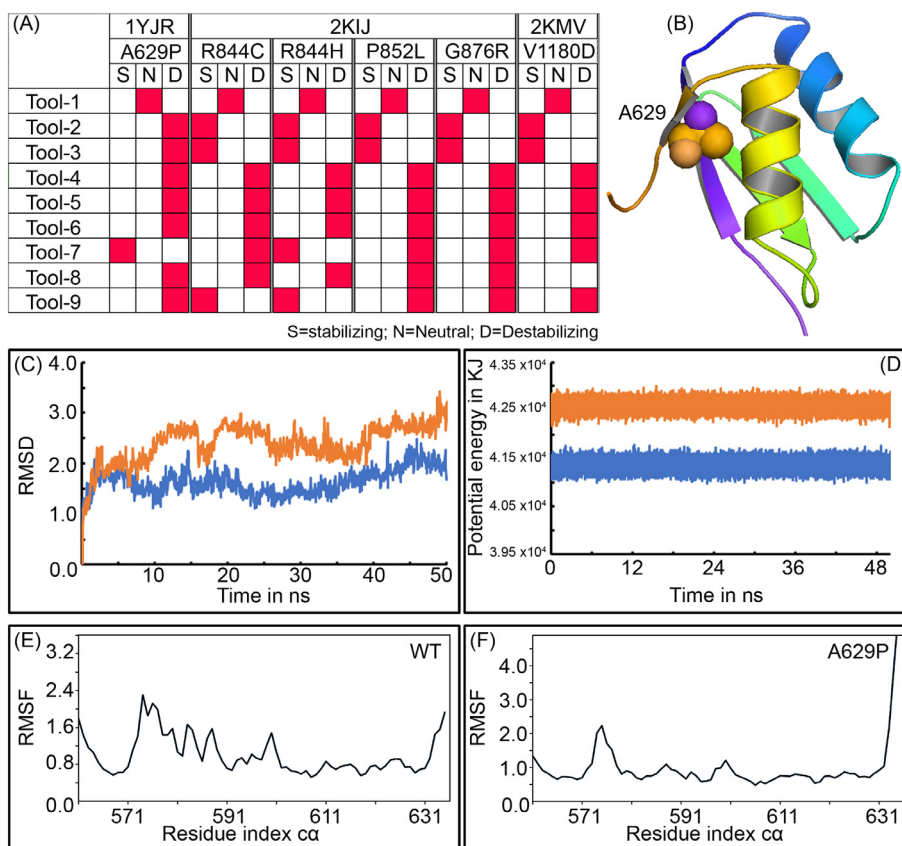 (A)
1YJR 2KIJ 2KMV
A629P R844C R844H P852L G876R V1180D
S N D S N D S N D S N D S N D S N D
Tool-1
Tool-2
Tool-3
Tool-4
Tool-5
Tool-6
Tool-7
Tool-8
Tool-9
S=stabilizing; N=Neutral; D=Destabilizing
(B)
A629
(C)
RMSD
4.0
3.0
2.0
1.0
0.0
10 20 30 40 50
Time in ns
(D)
Potential energy in KJ
4.35 x10⁴
4.25 x10⁴
4.15 x10⁴
4.05 x10⁴
3.95 x10⁴
0 12 24 36 48
Time in ns
(E)
WT
RMSF
3.2
2.4
1.6
0.8
0.0
571 591 611 631
Residue index cα
(F)
A629P
RMSF
4.0
3.0
2.0
1.0
0.0
571 591 611 631
Residue index cα